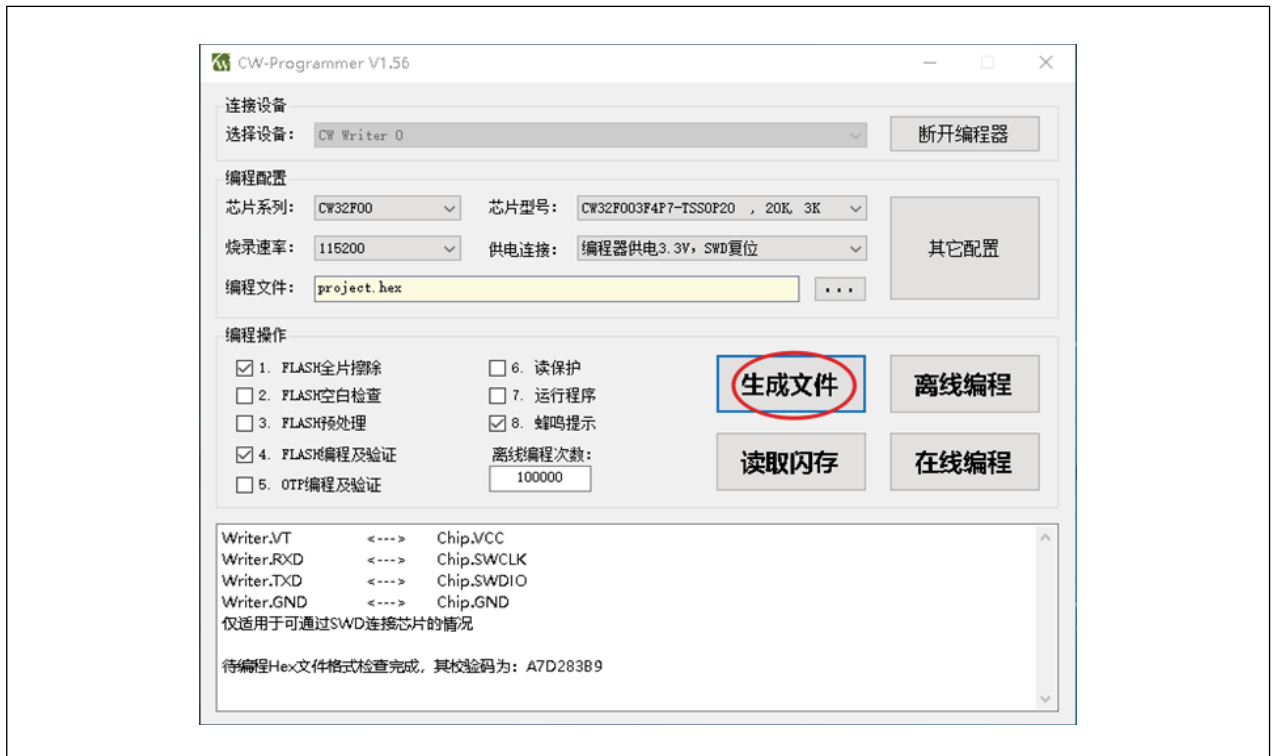 CW-Programmer V1.56
连接设备
选择设备： CW Writer 0 断开编程器
编程配置
芯片系列： CW32F00 芯片型号： CW32F003F4P7-TSSOP20 , 20K, 3K
烧录速率： 115200 供电连接： 编程器供电3.3V，SWD复位 其它配置
编程文件： project.hex ...
编程操作
1. FLASH全片擦除 6. 读保护
2. FLASH空白检查 7. 运行程序 生成文件 离线编程
3. FLASH预处理 8. 蜂鸣提示
4. FLASH编程及验证 离线编程次数： 读取闪存 在线编程
5. OTP编程及验证 100000
Writer.VT <---> Chip.VCC
Writer.RXD <---> Chip.SWCLK
Writer.TXD <---> Chip.SWDIO
Writer.GND <---> Chip.GND
仅适用于可通过SWD连接芯片的情况
待编程Hex文件格式检查完成，其校验码为：A7D283B9